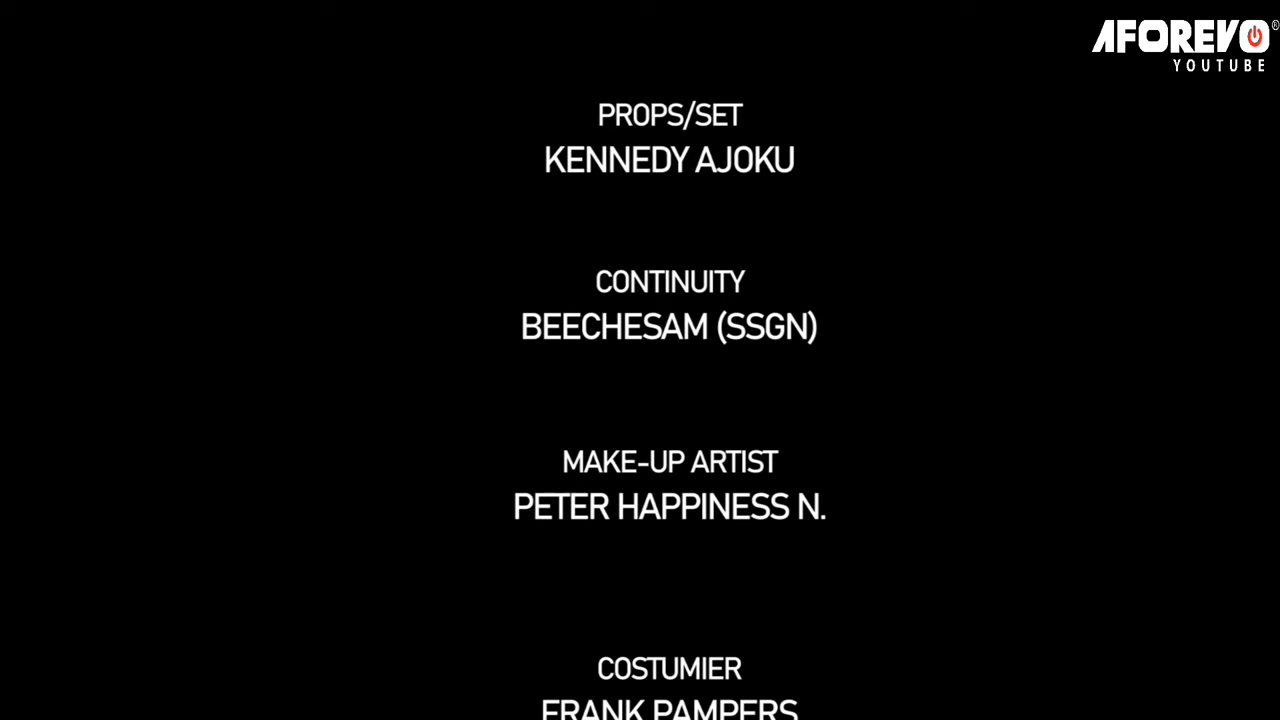 AFOREVO®
YOUTUBE
PROPS/SET
KENNEDY AJOKU
CONTINUITY
BEECHESAM (SSGN)
MAKE-UP ARTIST
PETER HAPPINESS N.
COSTUMIER
FRANK PAMPERS